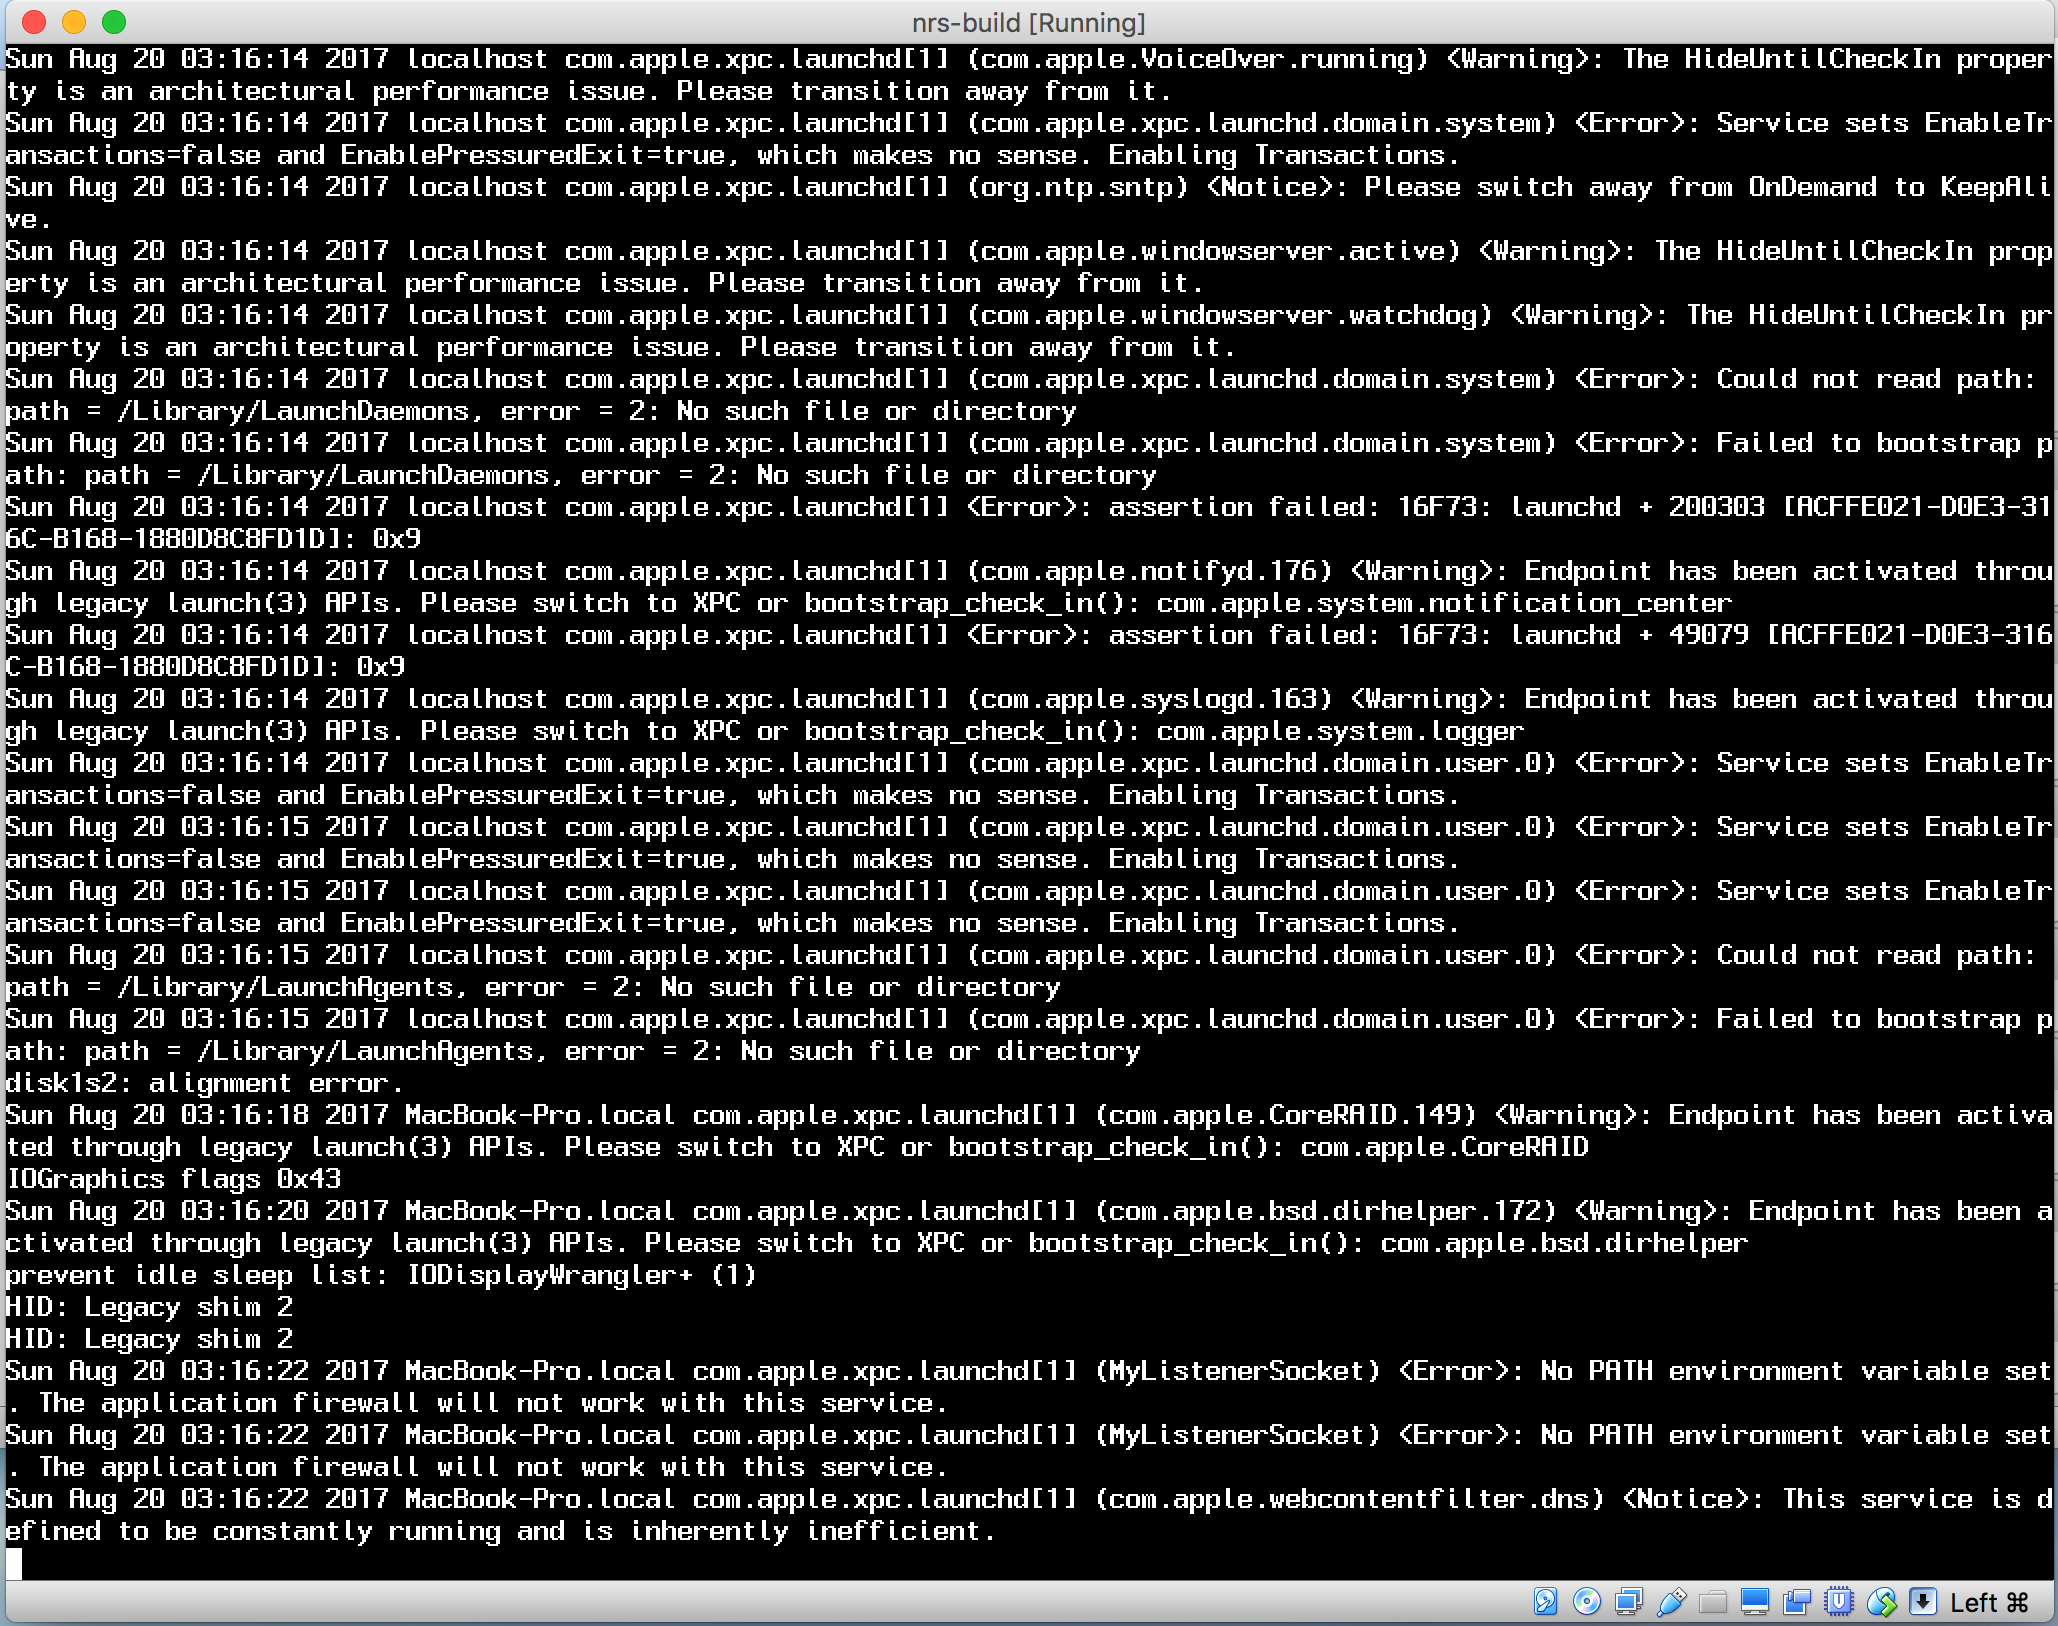 nrs-build [Running]
Sun Aug 20 03:16:14 2017 localhost com.apple.xpc.launchd[1] (com.apple.VoiceOver.running) <Warning>: The HideUntilCheckIn proper
ty is an architectural performance issue. Please transition away from it.
Sun Aug 20 03:16:14 2017 localhost com.apple.xpc.launchd[1] (com.apple.xpc.launchd.domain.system) <Error>: Service sets EnableTr
ansactions=false and EnablePressuredExit=true, which makes no sense. Enabling Transactions.
Sun Aug 20 03:16:14 2017 localhost com.apple.xpc.launchd[1] (org.ntp.sntp) <Notice>: Please switch away from OnDemand to KeepAli
ve.
Sun Aug 20 03:16:14 2017 localhost com.apple.xpc.launchd[1] (com.apple.windowserver.active) <Warning>: The HideUntilCheckIn prop
erty is an architectural performance issue. Please transition away from it.
Sun Aug 20 03:16:14 2017 localhost com.apple.xpc.launchd[1] (com.apple.windowserver.watchdog) <Warning>: The HideUntilCheckIn pr
operty is an architectural performance issue. Please transition away from it.
Sun Aug 20 03:16:14 2017 localhost com.apple.xpc.launchd[1] (com.apple.xpc.launchd.domain.system) <Error>: Could not read path:
path = /Library/LaunchDaemons, error = 2: No such file or directory
Sun Aug 20 03:16:14 2017 localhost com.apple.xpc.launchd[1] (com.apple.xpc.launchd.domain.system) <Error>: Failed to bootstrap p
ath: path = /Library/LaunchDaemons, error = 2: No such file or directory
Sun Aug 20 03:16:14 2017 localhost com.apple.xpc.launchd[1] <Error>: assertion failed: 16F73: launchd + 200303 [ACFFE021-D0E3-31
6C-B168-1880D8C8FD1D]: 0x9
Sun Aug 20 03:16:14 2017 localhost com.apple.xpc.launchd[1] (com.apple.notifyd.176) <Warning>: Endpoint has been activated throu
gh legacy launch(3) APIs. Please switch to XPC or bootstrap_check_in(): com.apple.system.notification_center
Sun Aug 20 03:16:14 2017 localhost com.apple.xpc.launchd[1] <Error>: assertion failed: 16F73: launchd + 49079 [ACFFE021-D0E3-316
C-B168-1880D8C8FD1D]: 0x9
Sun Aug 20 03:16:14 2017 localhost com.apple.xpc.launchd[1] (com.apple.syslogd.163) <Warning>: Endpoint has been activated throu
gh legacy launch(3) APIs. Please switch to XPC or bootstrap_check_in(): com.apple.system.logger
Sun Aug 20 03:16:14 2017 localhost com.apple.xpc.launchd[1] (com.apple.xpc.launchd.domain.user.0) <Error>: Service sets EnableTr
ansactions=false and EnablePressuredExit=true, which makes no sense. Enabling Transactions.
Sun Aug 20 03:16:15 2017 localhost com.apple.xpc.launchd[1] (com.apple.xpc.launchd.domain.user.0) <Error>: Service sets EnableTr
ansactions=false and EnablePressuredExit=true, which makes no sense. Enabling Transactions.
Sun Aug 20 03:16:15 2017 localhost com.apple.xpc.launchd[1] (com.apple.xpc.launchd.domain.user.0) <Error>: Service sets EnableTr
ansactions=false and EnablePressuredExit=true, which makes no sense. Enabling Transactions.
Sun Aug 20 03:16:15 2017 localhost com.apple.xpc.launchd[1] (com.apple.xpc.launchd.domain.user.0) <Error>: Could not read path:
path = /Library/LaunchAgents, error = 2: No such file or directory
Sun Aug 20 03:16:15 2017 localhost com.apple.xpc.launchd[1] (com.apple.xpc.launchd.domain.user.0) <Error>: Failed to bootstrap p
ath: path = /Library/LaunchAgents, error = 2: No such file or directory
disk1s2: alignment error.
Sun Aug 20 03:16:18 2017 MacBook-Pro.local com.apple.xpc.launchd[1] (com.apple.CoreRAID.149) <Warning>: Endpoint has been activa
ted through legacy launch(3) APIs. Please switch to XPC or bootstrap_check_in(): com.apple.CoreRAID
IOGraphics flags 0x43
Sun Aug 20 03:16:20 2017 MacBook-Pro.local com.apple.xpc.launchd[1] (com.apple.bsd.dirhelper.172) <Warning>: Endpoint has been a
ctivated through legacy launch(3) APIs. Please switch to XPC or bootstrap_check_in(): com.apple.bsd.dirhelper
prevent idle sleep list: IODisplayWrangler+ (1)
HID: Legacy shim 2
HID: Legacy shim 2
Sun Aug 20 03:16:22 2017 MacBook-Pro.local com.apple.xpc.launchd[1] (MyListenerSocket) <Error>: No PATH environment variable set
. The application firewall will not work with this service.
Sun Aug 20 03:16:22 2017 MacBook-Pro.local com.apple.xpc.launchd[1] (MyListenerSocket) <Error>: No PATH environment variable set
. The application firewall will not work with this service.
Sun Aug 20 03:16:22 2017 MacBook-Pro.local com.apple.xpc.launchd[1] (com.apple.webcontentfilter.dns) <Notice>: This service is d
efined to be constantly running and is inherently inefficient.
Left ⌘